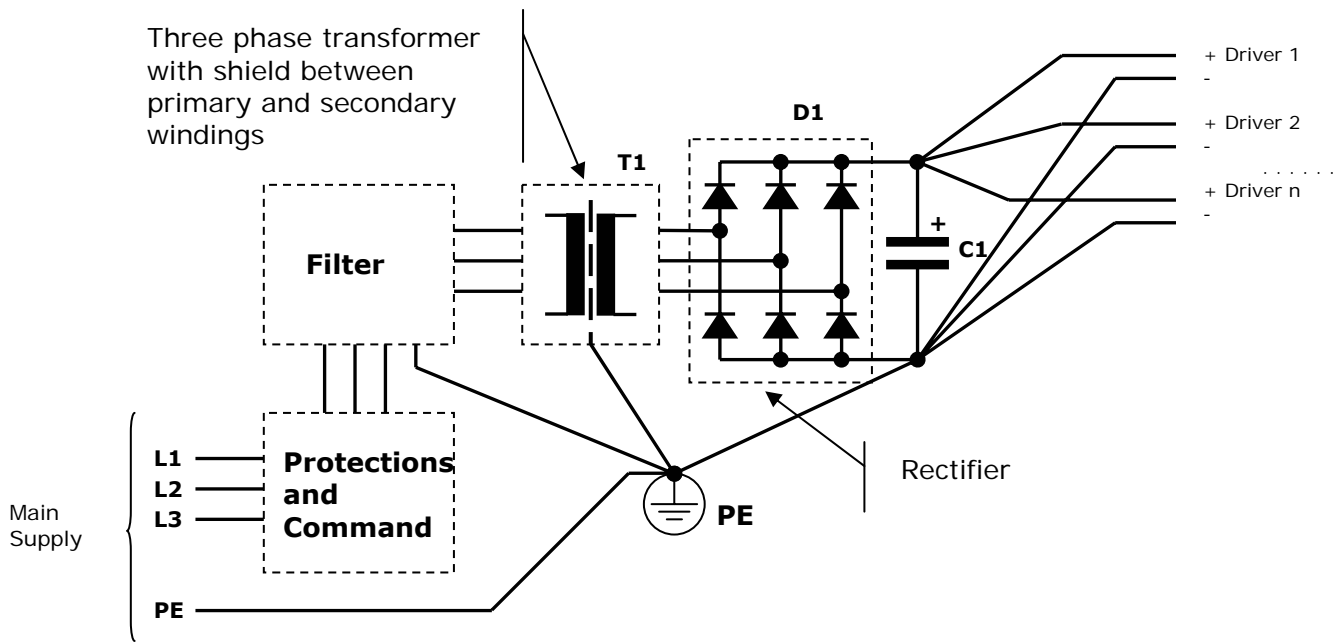 Three phase transformer
with shield between
primary and secondary
windings
T1
D1
+ Driver 1
-
+ Driver 2
-
. . . . . .
+ Driver n
-
+
C1
Filter
L1
L2
L3
Protections
and
Command
Main
Supply
PE
PE
Rectifier